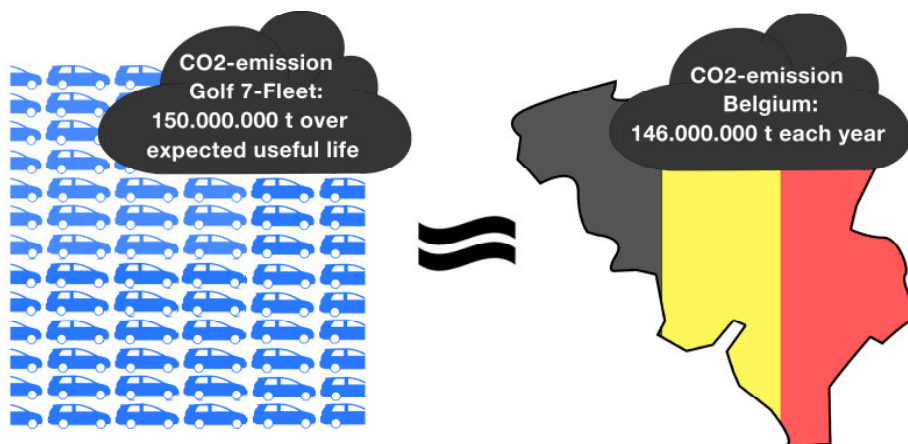 CO2-emission
Golf 7-Fleet:
150.000.000 t over
expected useful life
CO2-emission
Belgium:
146.000.000 t each year